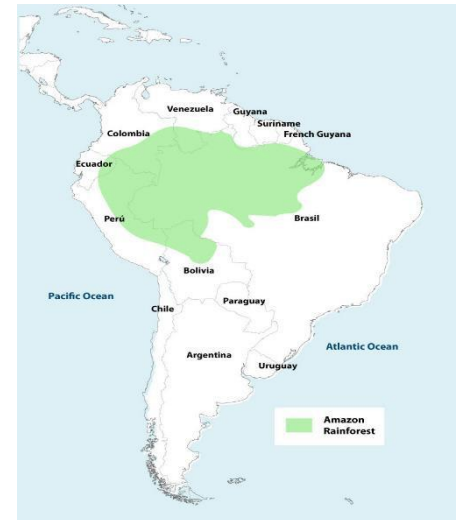 Venezuela
Guyana
Suriname
French Guyana
Colombia
Ecuador
Perú
Brasil
Bolivia
Pacific Ocean
Chile
Paraguay
Atlantic Ocean
Argentina
Uruguay
Amazon
Rainforest